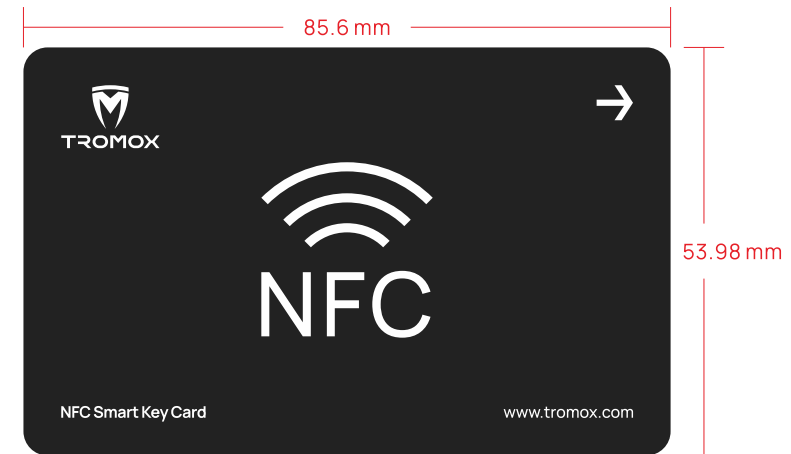 85.6 mm
TROMOX
53.98 mm
NFC
NFC Smart Key Card
www.tromox.com